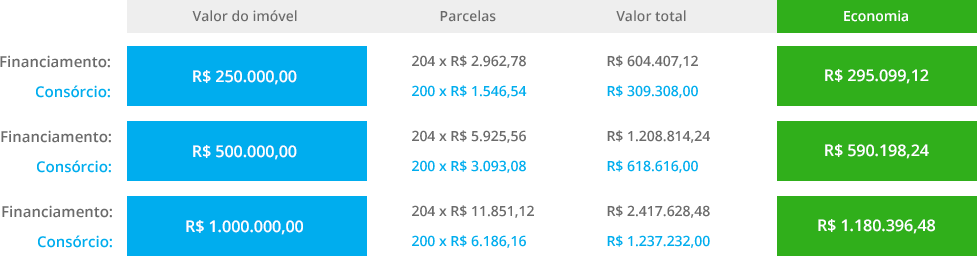 Valor do imóvel Parcelas Valor total Economia
Financiamento: 204 x R$ 2.962,78 R$ 604.407,12
R$ 250.000,00 R$ 295.099,12
Consórcio: 200 x R$ 1.546,54 R$ 309.308,00
Financiamento: 204 x R$ 5.925,56 R$ 1.208.814,24
R$ 500.000,00 R$ 590.198,24
Consórcio: 200 x R$ 3.093,08 R$ 618.616,00
Financiamento: 204 x R$ 11.851,12 R$ 2.417.628,48
R$ 1.000.000,00 R$ 1.180.396,48
Consórcio: 200 x R$ 6.186,16 R$ 1.237.232,00